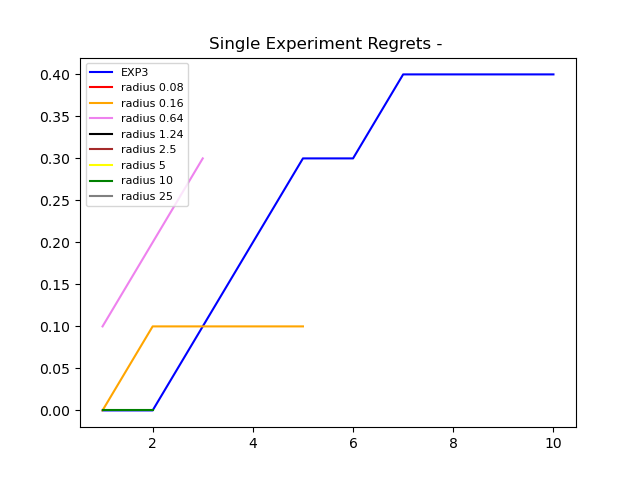 Single Experiment Regrets -
0.40
0.35
0.30
0.25
0.20
0.15
0.10
0.05
0.00
EXP3
radius 0.08
radius 0.16
radius 0.64
radius 1.24
radius 2.5
radius 5
radius 10
radius 25
2 4 6 8 10